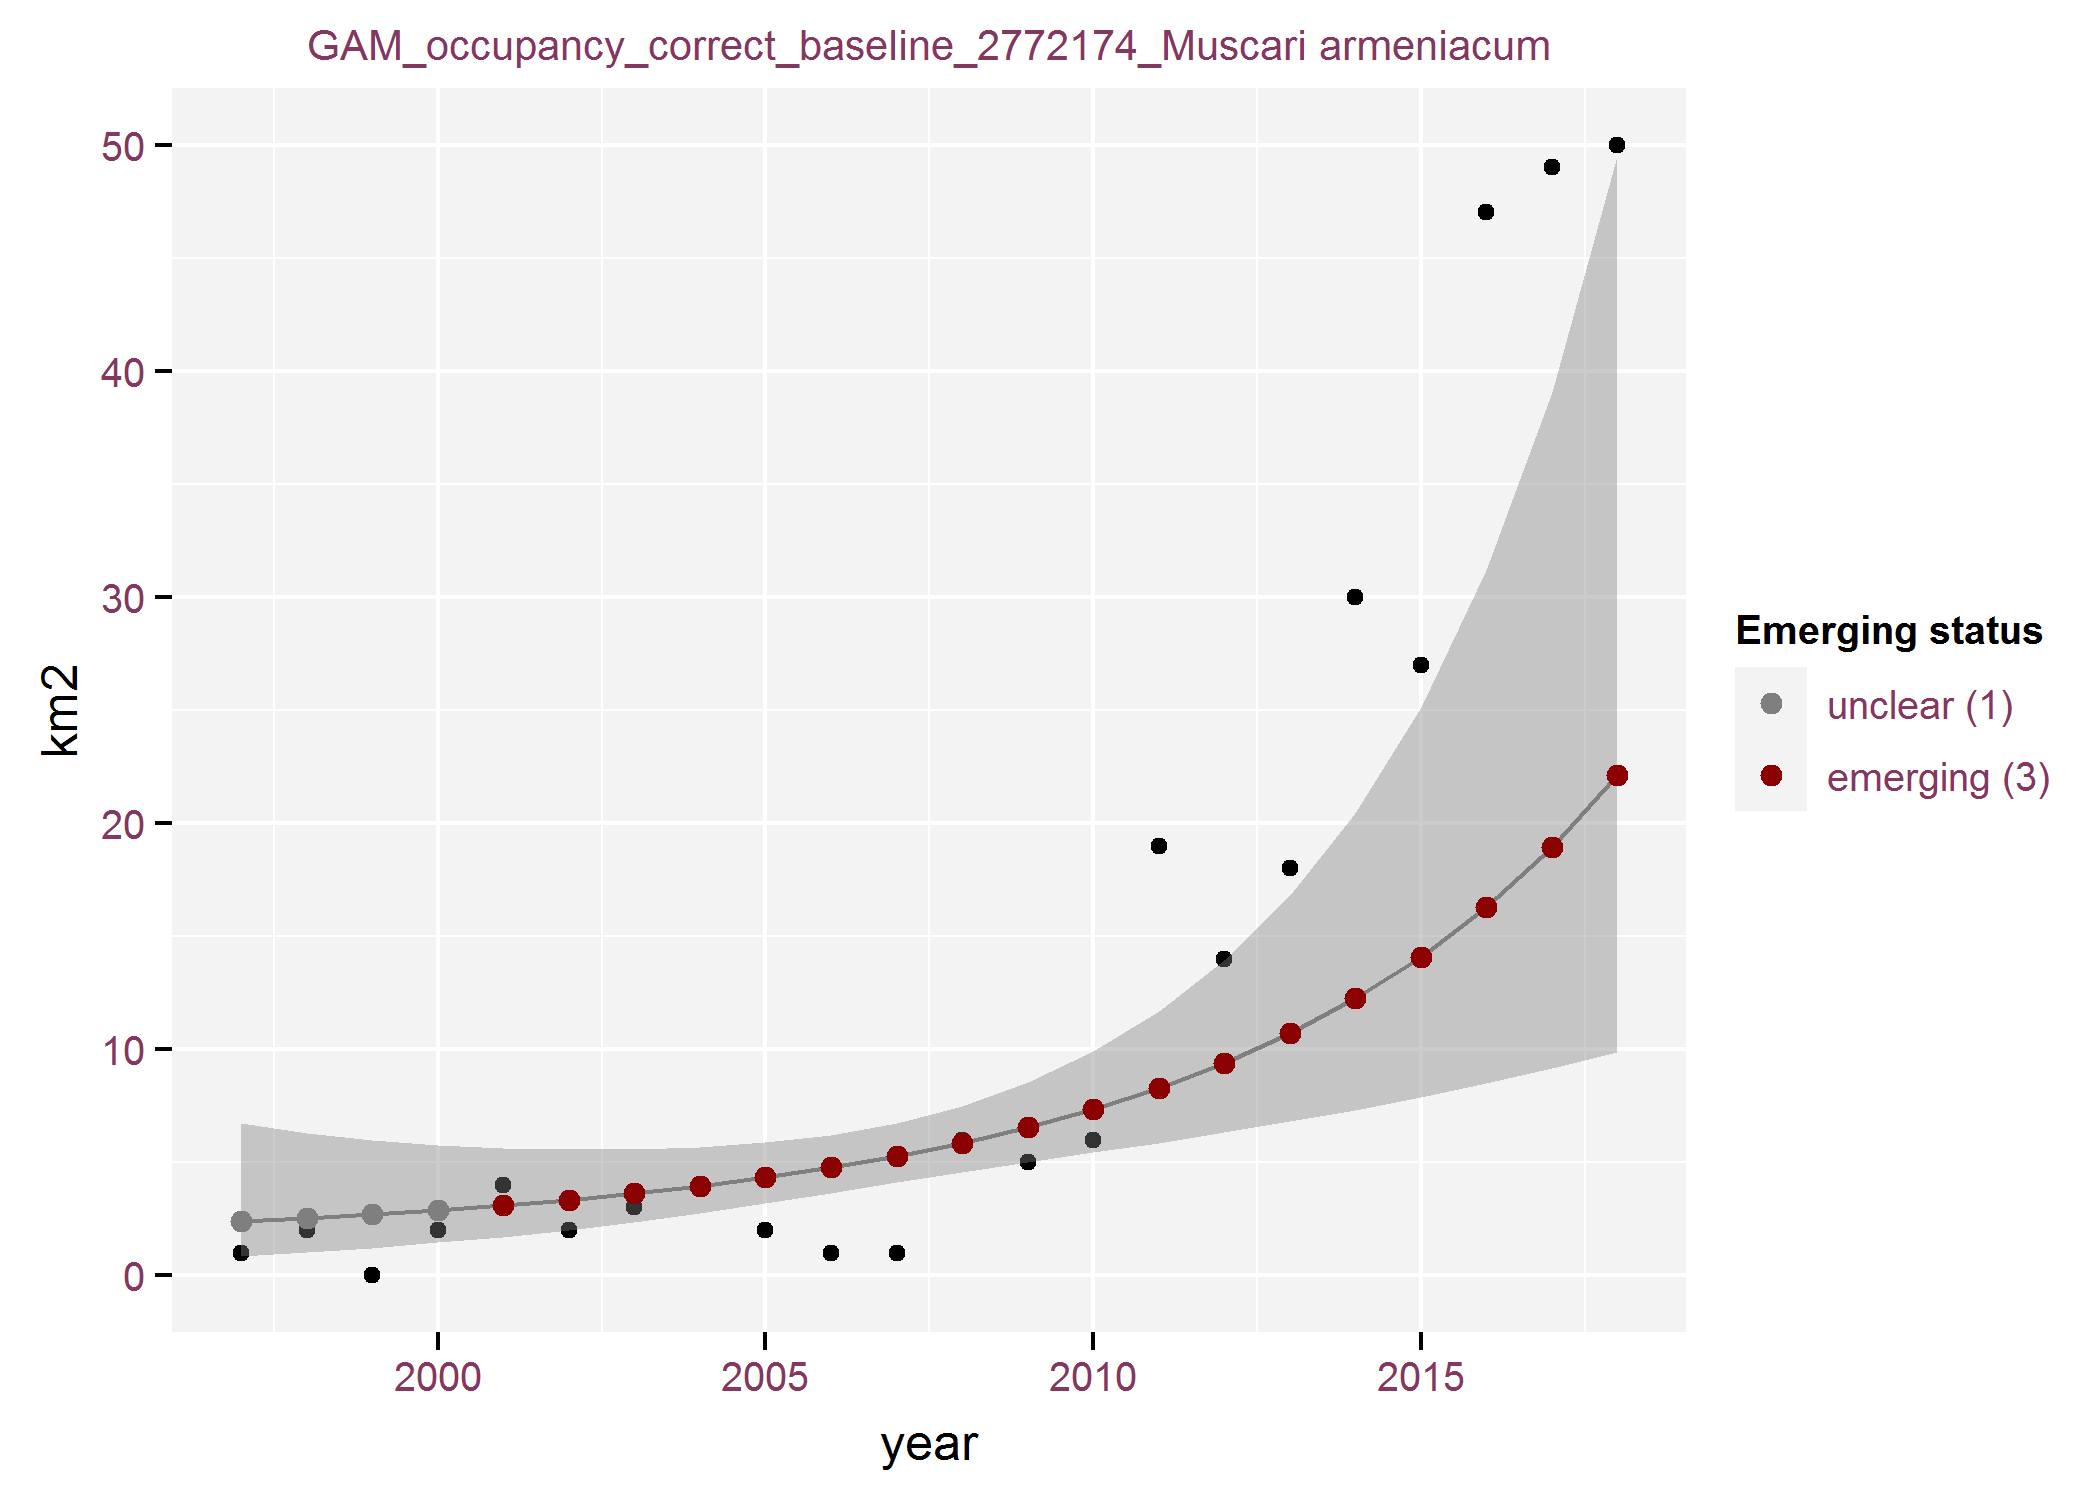 GAM_occupancy_correct_baseline_2772174_Muscari armeniacum
50
40
30
20
10
0
km2
2000 2005 2010 2015
year
Emerging status
unclear (1)
emerging (3)